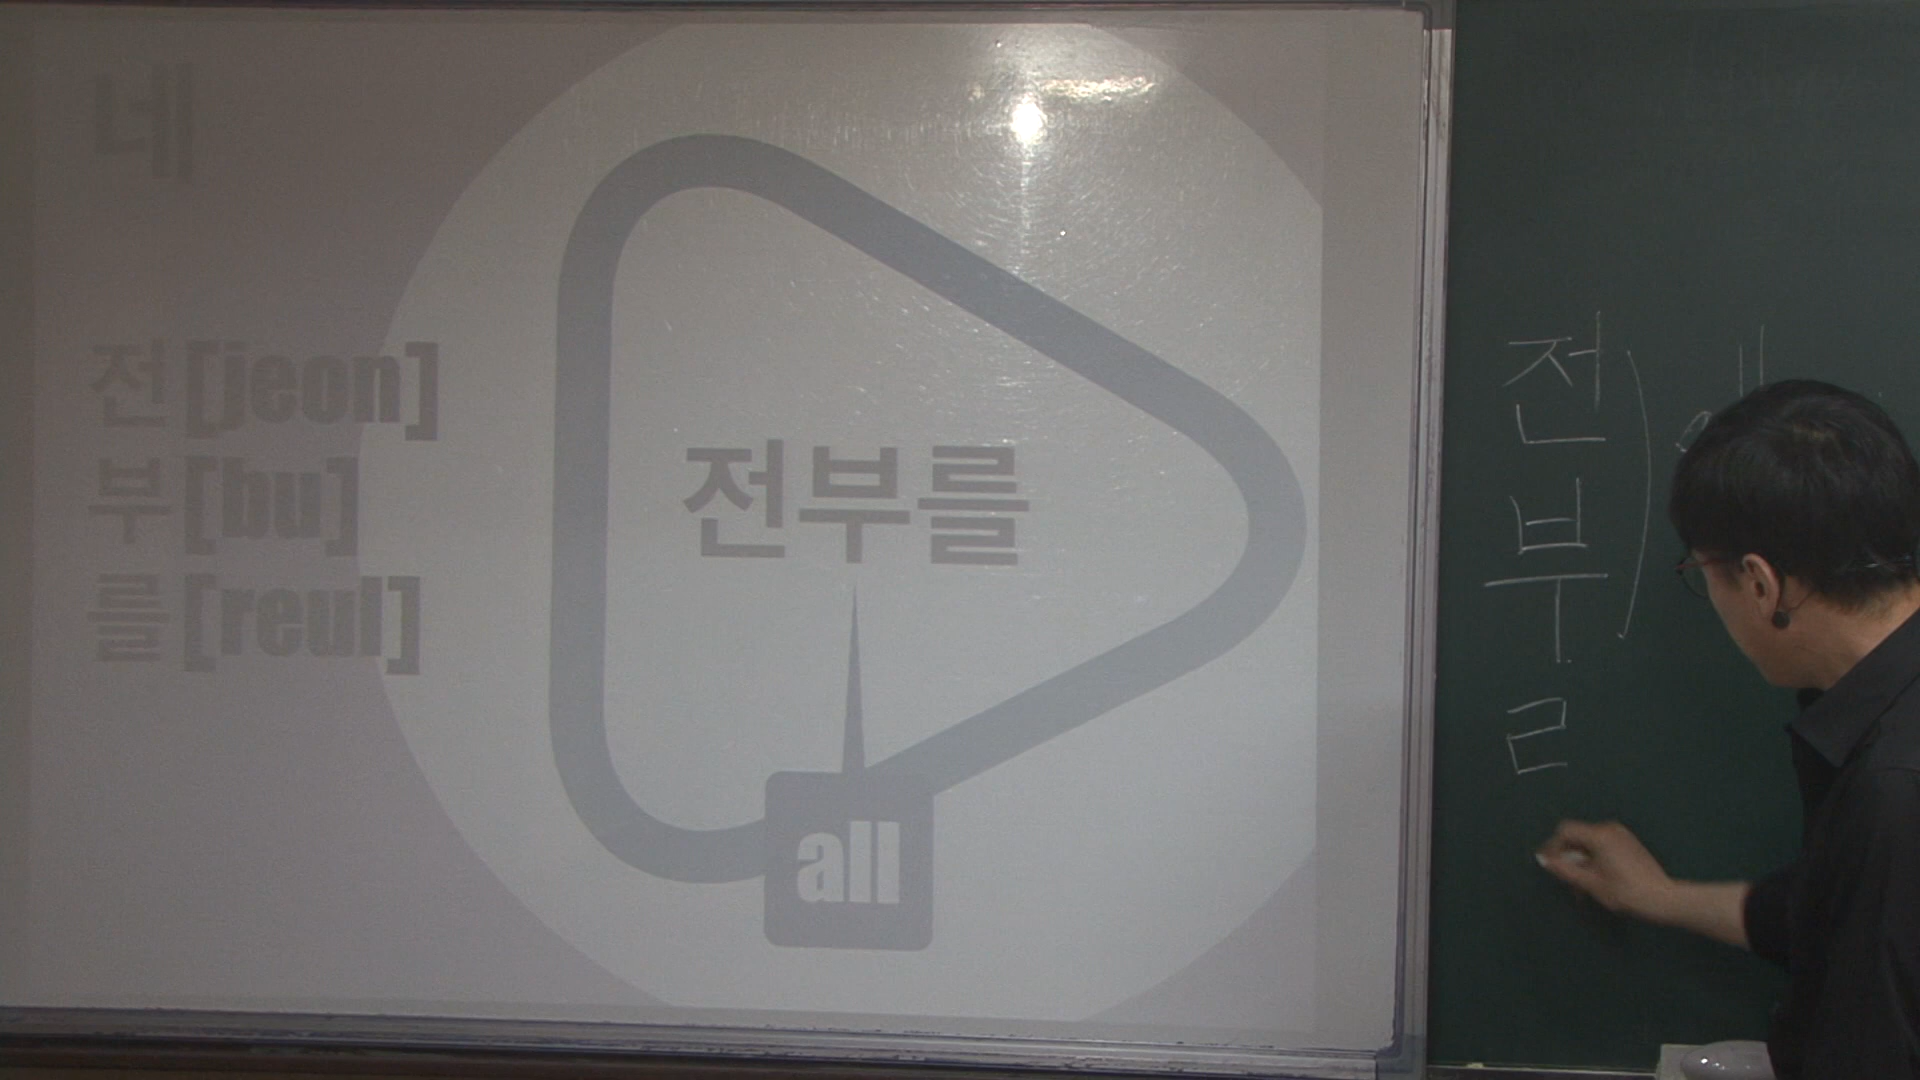 네
전[jeon]
부[bu]
를[reul]
전부를
all
전
부
르